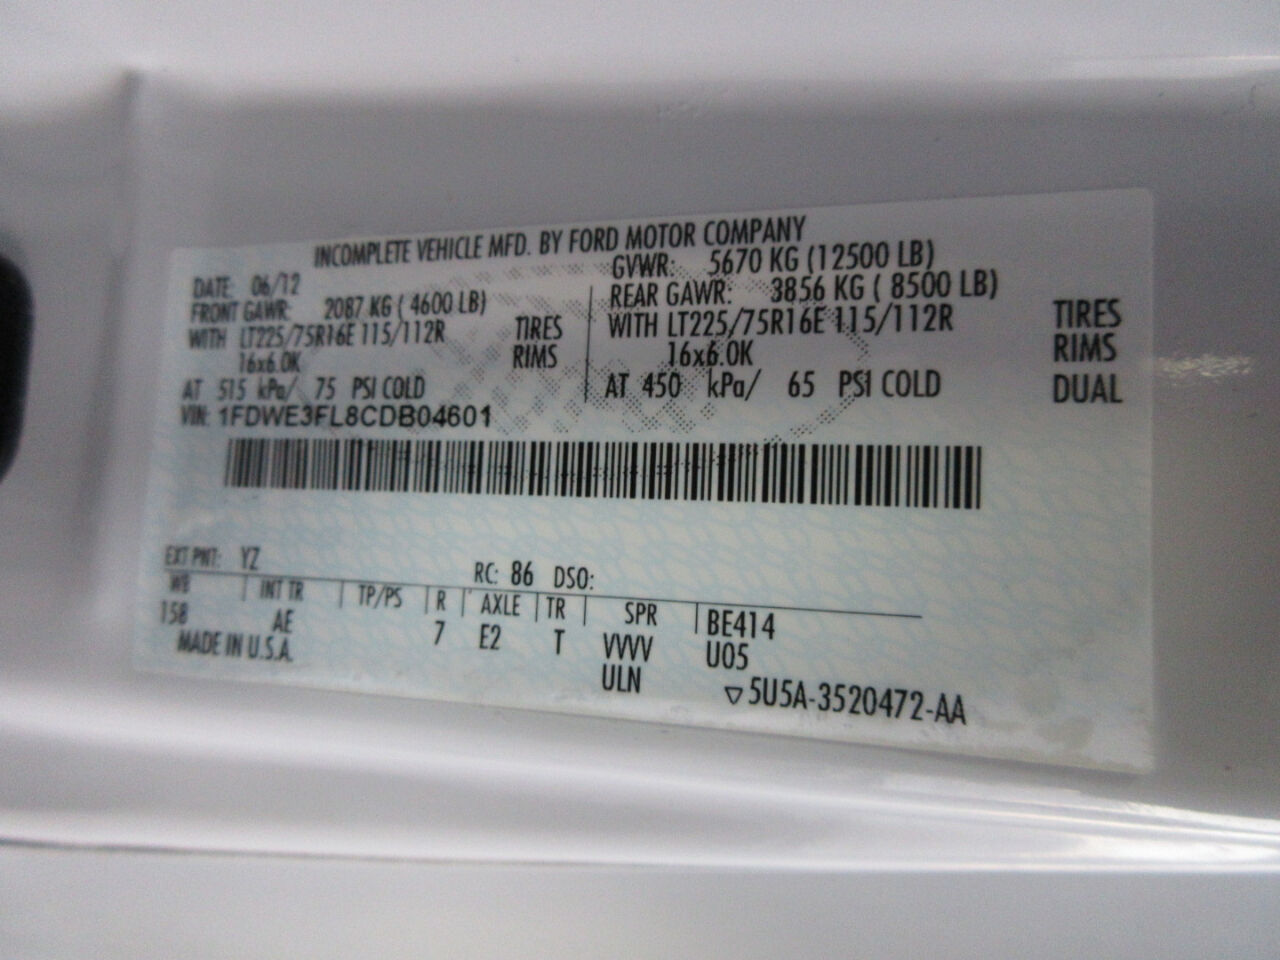 INCOMPLETE VEHICLE MFD. BY FORD MOTOR COMPANY
DATE: 06/12
GVWR: 5670 KG (12500 LB)
FRONT GAWR: 2087 KG ( 4600 LB)
REAR GAWR: 3856 KG ( 8500 LB)
WITH LT225/75R16E 115/112R TIRES
WITH LT225/75R16E 115/112R TIRES
16x6.0K RIMS
16x6.0K RIMS
AT 515 kPa/ 75 PSI COLD
AT 450 kPa/ 65 PSI COLD DUAL
VIN: 1FDWE3FL8CDB04601
EXT PNT: YZ RC: 86 DSO:
WB INT TR TP/PS R AXLE TR SPR BE414
158 AE 7 E2 T VVVV U05
MADE IN U.S.A. ULN ▽5U5A-3520472-AA